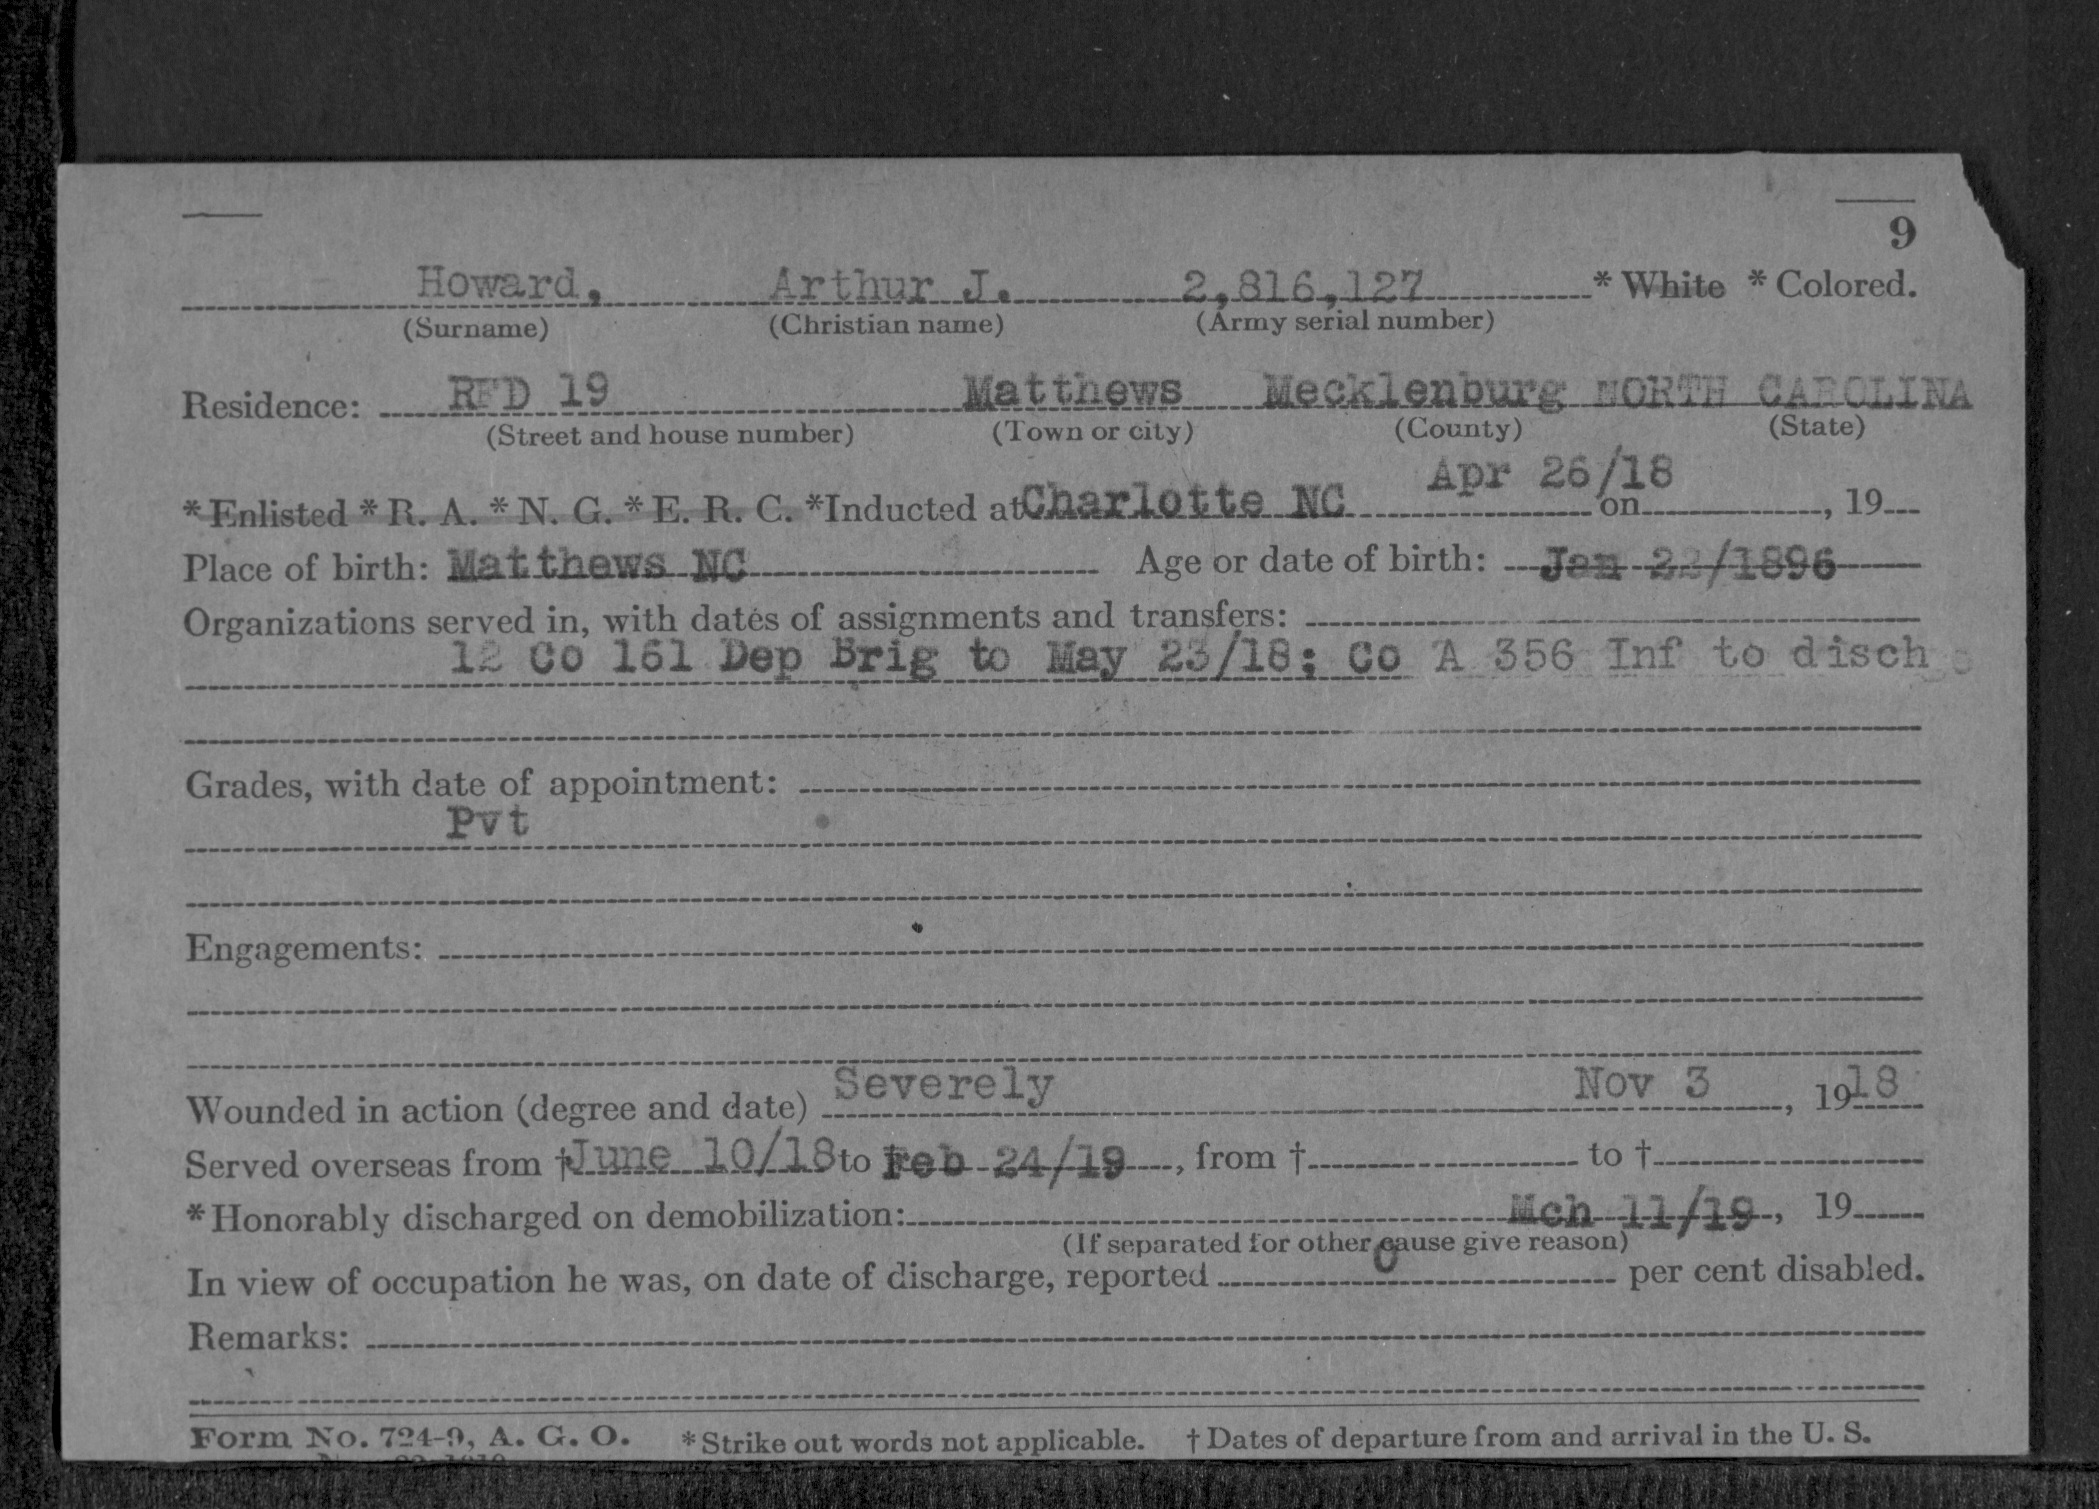 9
Howard, Arthur J. 2,816,127 * White * Colored.
(Surname) (Christian name) (Army serial number)
Residence: RFD 19 Matthews Mecklenburg NORTH CAROLINA
(Street and house number) (Town or city) (County) (State)
Apr 26/18
* Enlisted * R. A. * N. G. * E. R. C. *Inducted at Charlotte NC on , 19
Place of birth: Matthews NC Age or date of birth: Jan 22/1896
Organizations served in, with dates of assignments and transfers:
12 Co 161 Dep Brig to May 23/18; Co A 356 Inf to disch
Grades, with date of appointment:
Pvt
Engagements:
Wounded in action (degree and date) Severely Nov 3 , 1918
Served overseas from † June 10/18 to Feb 24/19 , from † to †
* Honorably discharged on demobilization: Mch 11/19 , 19
(If separated for other cause give reason)
In view of occupation he was, on date of discharge, reported 0 per cent disabled.
Remarks:
Form No. 724-9, A. G. O. * Strike out words not applicable. † Dates of departure from and arrival in the U. S.